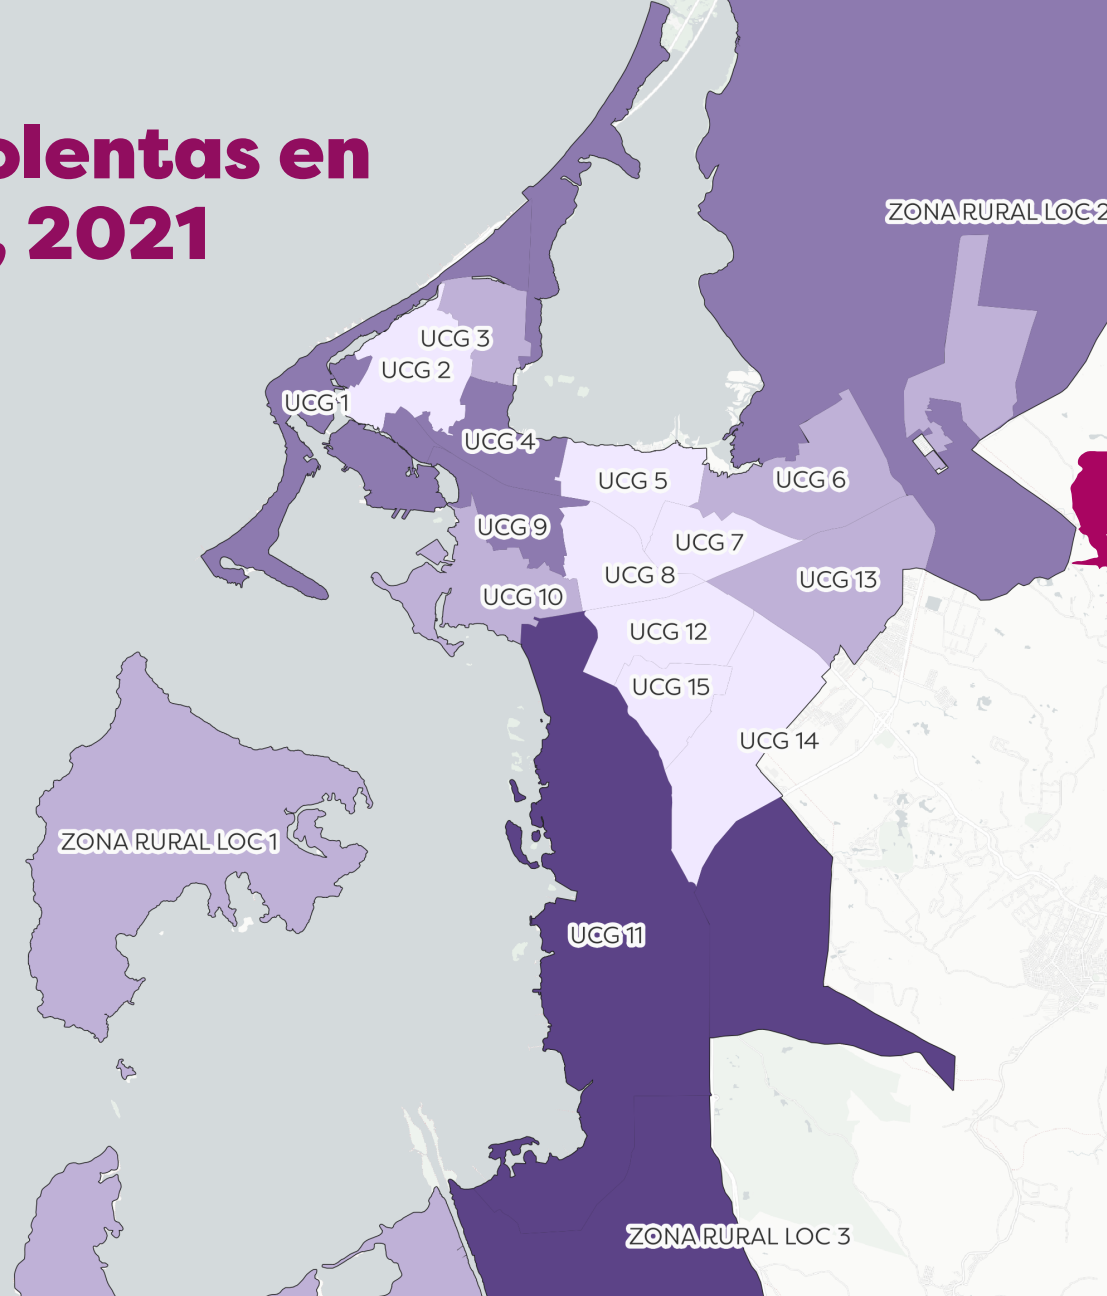 olentas en
, 2021
ZONA RURAL LOC 2
UCG 3
UCG 2
UCG 1
UCG 4
UCG 5
UCG 6
UCG 9
UCG 7
UCG 8
UCG 13
UCG 10
UCG 12
UCG 15
UCG 14
ZONA RURAL LOC 1
UCG 11
ZONA RURAL LOC 3